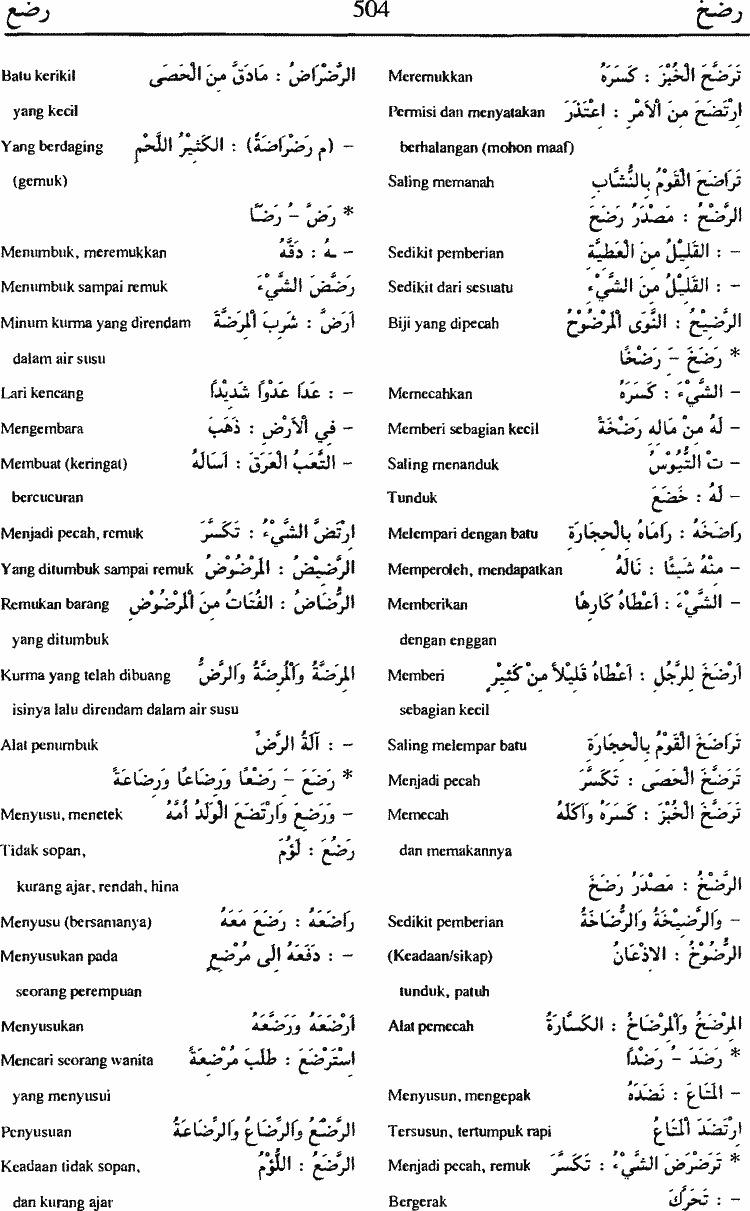 رضخ 504 رضع
تَرَضَّحَ الْخُبْزَ : كَسَرَهُ Meremukkan
ارْتَضَحَ مِنَ الْاَمْرِ : اعْتَذَرَ Permisi dan menyatakan
berhalangan (mohon maaf)
تَرَاضَحَ الْقَوْمُ بِالنُّشَّابِ Saling memanah
الرَّضْحُ : مَصْدَرُ رَضَحَ
– : القَلِيْلُ مِنَ الْعَطِيَّةِ Sedikit pemberian
– : القَلِيْلُ مِنَ الشَّيْءِ Sedikit dari sesuatu
الرَّضِيْحُ : النَّوَى الْمَرْضُوْحُ Biji yang dipecah
* رَضَخَ – رَضْخًا
– الشَّيْءَ : كَسَرَهُ Memecahkan
– لَهُ مِنْ مَالِهِ رَضْخَةً Memberi sebagian kecil
– تْ التُّيُوْسُ Saling menanduk
– لَهُ : خَضَعَ Tunduk
رَاضَخَهُ : رَامَاهُ بِالْحِجَارَةِ Melempari dengan batu
– مِنْهُ شَيْئًا : نَالَهُ Memperoleh, mendapatkan
– الشَّيْءَ : اَعْطَاهُ كَارِهًا Memberikan
dengan enggan
اَرْضَخَ لِلرَّجُلِ : اَعْطَاهُ قَلِيْلاً مِنْ كَثِيْرٍ Memberi
sebagian kecil
تَرَاضَخَ الْقَوْمُ بِالْحِجَارَةِ Saling melempar batu
تَرَضَّخَ الْحَصَى : تَكَسَّرَ Menjadi pecah
تَرَضَّخَ الْخُبْزَ : كَسَرَهُ وَاَكَلَهُ Memecah
dan memakannya
الرَّضْخُ : مَصْدَرُ رَضَخَ
– وَالرَّضِيْخَةُ وَالرُّضَاخَةُ Sedikit pemberian
الرُّضُوْخُ : الاِذْعَانُ (Keadaan/sikap)
tunduk, patuh
المِرْضَخُ وَالْمِرْضَاخُ : الكَسَّارَةُ Alat pemecah
* رَضَدَ – رَضْدًا
– الْمَتَاعَ : نَضَدَهُ Menyusun, mengepak
ارْتَضَدَ الْمَتَاعُ Tersusun, tertumpuk rapi
* تَرَضْرَضَ الشَّيْءُ : تَكَسَّرَ Menjadi pecah, remuk
– : تَحَرَّكَ Bergerak
الرَّضْرَاضُ : مَادَقَّ مِنَ الْحَصَى Batu kerikil
yang kecil
– (م رَضْرَاضَةٌ) : الكَثِيْرُ اللَّحْمِ Yang berdaging
(gemuk)
* رَضَّ – رَضًّا
– ـهُ : دَقَّهُ Menumbuk, meremukkan
رَضَّضَ الشَّيْءَ Menumbuk sampai remuk
اَرَضَّ : شَرِبَ الْمُرِضَّةَ Minum kurma yang direndam
dalam air susu
– : عَدَا عَدْوًا شَدِيْدًا Lari kencang
– فِي الْاَرْضِ : ذَهَبَ Mengembara
– التَّعَبُ الْعَرَقَ : اَسَالَهُ Membuat (keringat)
bercucuran
ارْتَضَّ الشَّيْءُ : تَكَسَّرَ Menjadi pecah, remuk
الرَّضِيْضُ : الْمَرْضُوْضُ Yang ditumbuk sampai remuk
الرُّضَاضُ : الفُتَاتُ مِنَ الْمَرْضُوْضِ Remukan barang
yang ditumbuk
المُرِضَّةُ وَالْمُرَضَّةُ وَالرَّضُّ Kurma yang telah dibuang
isinya lalu direndam dalam air susu
– : آلَةُ الرَّضِّ Alat penumbuk
* رَضَعَ – رَضْعًا وَرِضَاعًا وَرِضَاعَةً
– وَرَضِعَ وَارْتَضَعَ الْوَلَدُ اُمَّهُ Menyusu, menetek
رَضُعَ : لَؤُمَ Tidak sopan,
kurang ajar, rendah, hina
رَاضَعَهُ : رَضِعَ مَعَهُ Menyusu (bersamanya)
– : دَفَعَهُ اِلَى مُرْضِعٍ Menyusukan pada
seorang perempuan
اَرْضَعَهُ وَرَضَّعَهُ Menyusukan
اسْتَرْضَعَ : طَلَبَ مُرْضِعَةً Mencari seorang wanita
yang menyusui
الرَّضْعُ وَالرِّضَاعُ وَالرِّضَاعَةُ Penyusuan
الرَّضَعُ : اللُّؤْمُ Keadaan tidak sopan,
dan kurang ajar